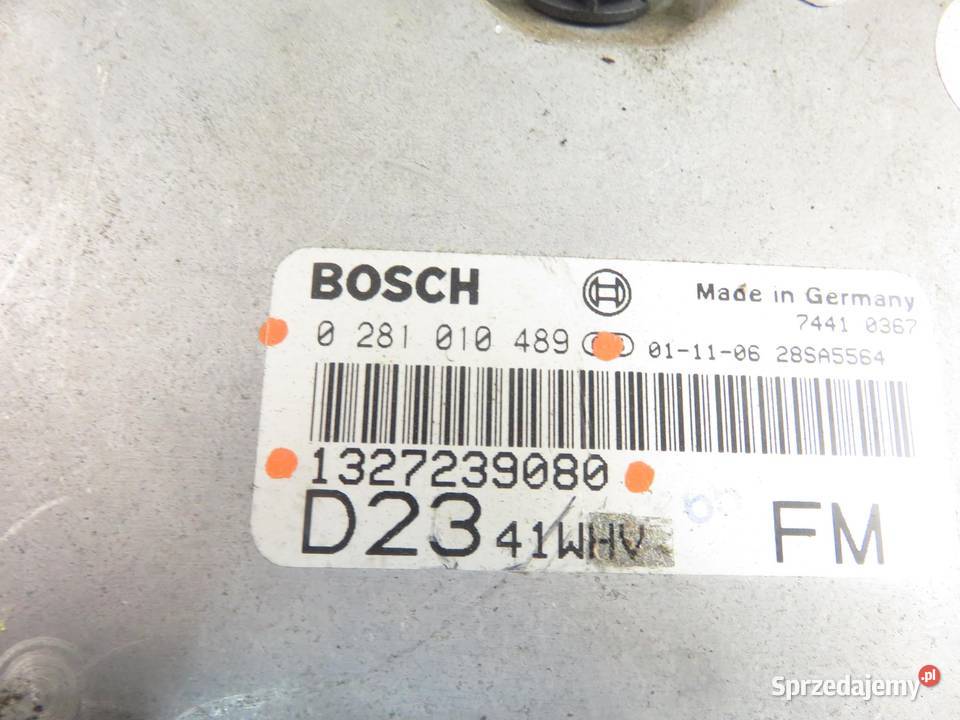 BOSCH
Made in Germany
7441 0367
0 281 010 489
01-11-06 28SA5564
1327239080
D23 41WHV FM
Sprzedajemy.pl